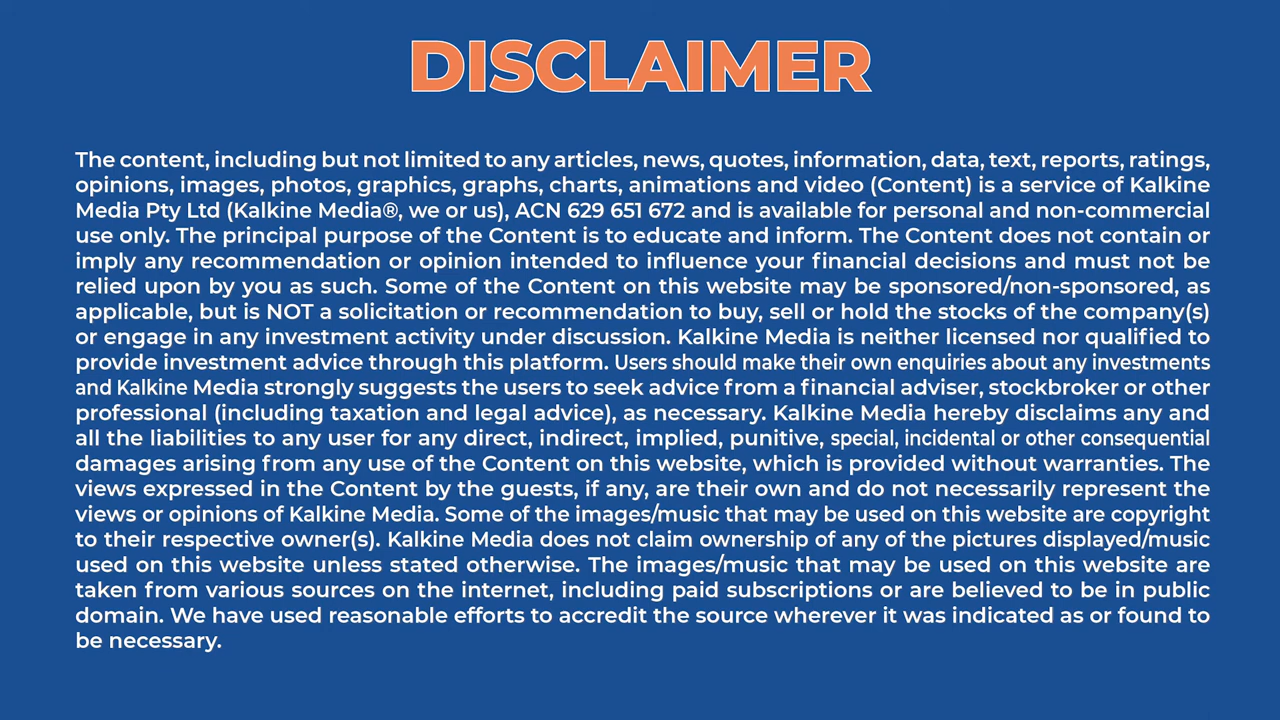 DISCLAIMER
The content, including but not limited to any articles, news, quotes, information, data, text, reports, ratings,
opinions, images, photos, graphics, graphs, charts, animations and video (Content) is a service of Kalkine
Media Pty Ltd (Kalkine Media®, we or us), ACN 629 651 672 and is available for personal and non-commercial
use only. The principal purpose of the Content is to educate and inform. The Content does not contain or
imply any recommendation or opinion intended to influence your financial decisions and must not be
relied upon by you as such. Some of the Content on this website may be sponsored/non-sponsored, as
applicable, but is NOT a solicitation or recommendation to buy, sell or hold the stocks of the company(s)
or engage in any investment activity under discussion. Kalkine Media is neither licensed nor qualified to
provide investment advice through this platform. Users should make their own enquiries about any investments
and Kalkine Media strongly suggests the users to seek advice from a financial adviser, stockbroker or other
professional (including taxation and legal advice), as necessary. Kalkine Media hereby disclaims any and
all the liabilities to any user for any direct, indirect, implied, punitive, special, incidental or other consequential
damages arising from any use of the Content on this website, which is provided without warranties. The
views expressed in the Content by the guests, if any, are their own and do not necessarily represent the
views or opinions of Kalkine Media. Some of the images/music that may be used on this website are copyright
to their respective owner(s). Kalkine Media does not claim ownership of any of the pictures displayed/music
used on this website unless stated otherwise. The images/music that may be used on this website are
taken from various sources on the internet, including paid subscriptions or are believed to be in public
domain. We have used reasonable efforts to accredit the source wherever it was indicated as or found to
be necessary.